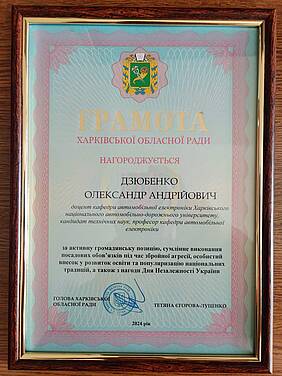 ГРАМОТА
ХАРКІВСЬКОЇ ОБЛАСНОЇ РАДИ
НАГОРОДЖУЄТЬСЯ
ДЗЮБЕНКО
ОЛЕКСАНДР АНДРІЙОВИЧ
доцент кафедри автомобільної електроніки Харківського
національного автомобільно-дорожнього університету,
кандидат технічних наук, професор кафедри автомобільної
електроніки
за активну громадянську позицію, сумлінне виконання
посадових обов'язків під час збройної агресії, особистий
внесок у розвиток освіти та популяризацію національних
традицій, а також з нагоди Дня Незалежності України
ГОЛОВА ХАРКІВСЬКОЇ
ОБЛАСНОЇ РАДИ
ТЕТЯНА ЄГОРОВА-ЛУЦЕНКО
2024 рік